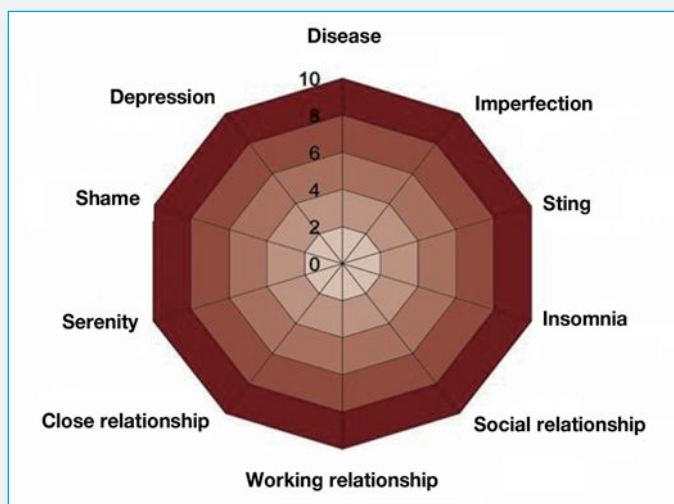 Disease
10
Depression
Imperfection
8
6
4
Shame
Sting
2
0
Serenity
Insomnia
Close relationship
Social relationship
Working relationship